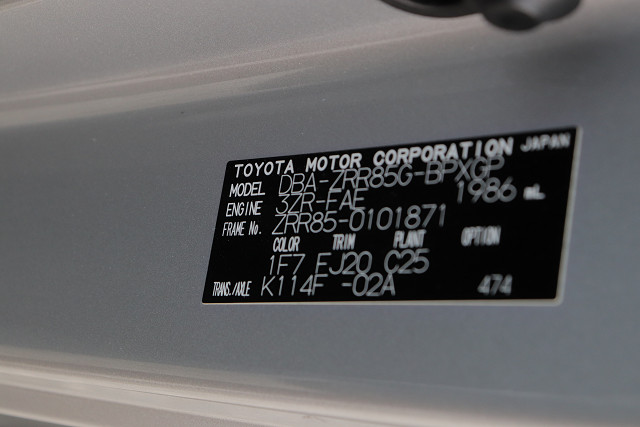 TOYOTA MOTOR CORPORATION JAPAN
MODEL DBA-ZRR85G-BPXGP
ENGINE 3ZR-FAE 1986 mL
FRAME No. ZRR85-0101871
COLOR TRIM PLANT OPTION
1F7 FJ20 C25
TRANS./AXLE K114F -02A 474